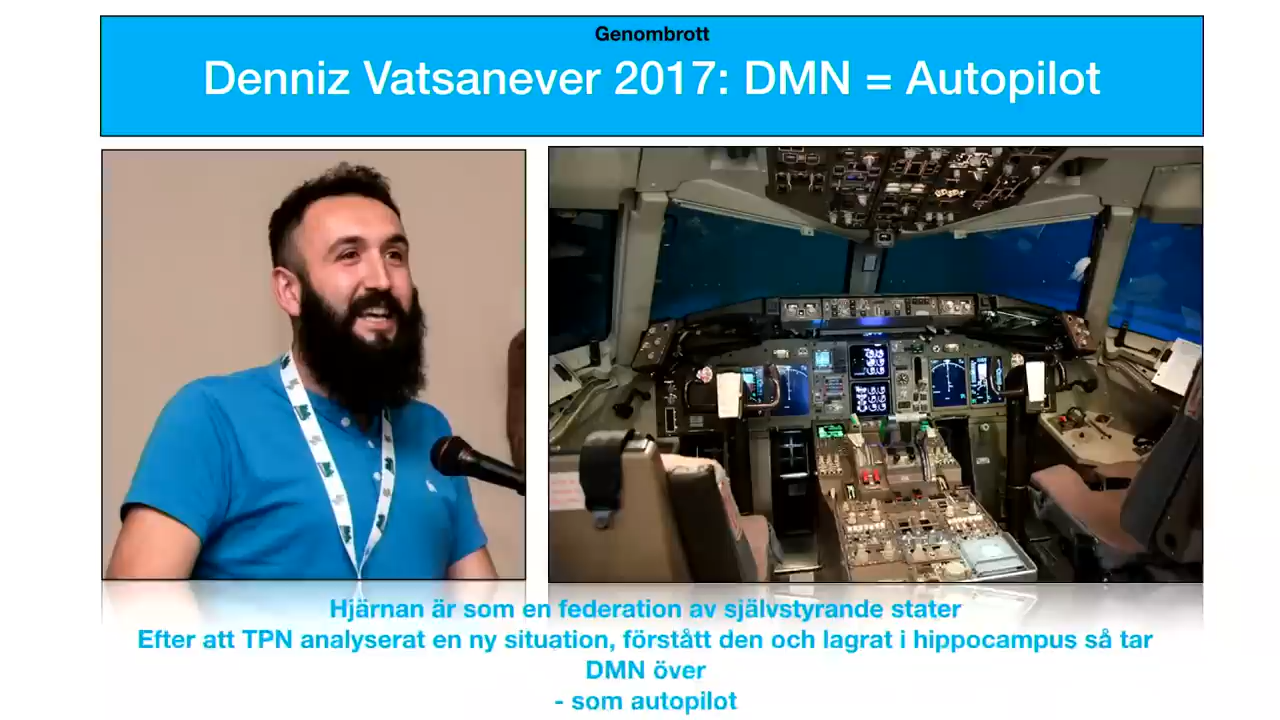 Genombrott
Denniz Vatsanever 2017: DMN = Autopilot
Hjärnan är som en federation av självstyrande stater
Efter att TPN analyserat en ny situation, förstått den och lagrat i hippocampus så tar
DMN över
- som autopilot